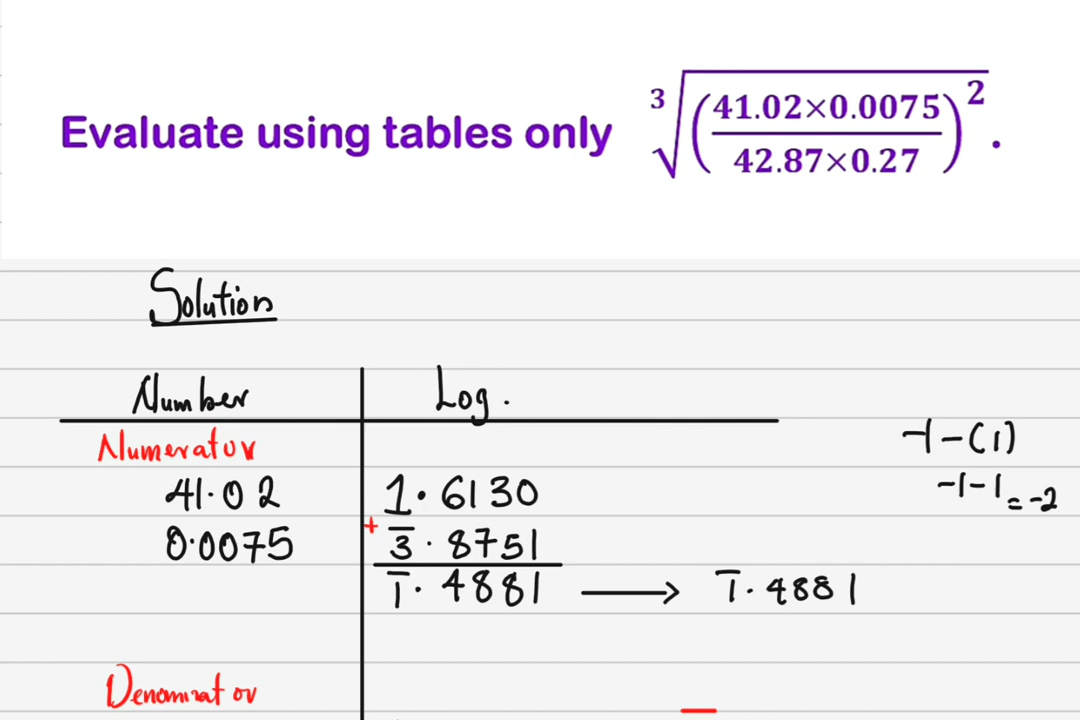 Evaluate using tables only ∛((41.02×0.0075)/(42.87×0.27))².
Solution
Number Log.
Numerator
41.02 1.6130
0.0075 + 3̅.8751
1̅.4881 → 1̅.4881
-1-(1)
-1-1=-2
Denominator